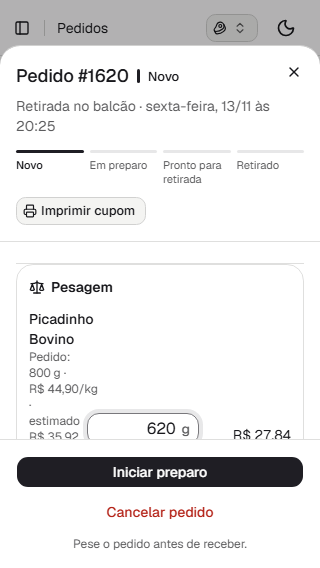 Pedidos
Pedido #1620 Novo
Retirada no balcão · sexta-feira, 13/11 às
20:25
Novo
Em preparo
Pronto para
retirada
Retirado
Imprimir cupom
Pesagem
Picadinho
Bovino
Pedido:
800 g ·
R$ 44,90/kg
·
estimado
R$ 35,92
620 g
R$ 27,84
Iniciar preparo
Cancelar pedido
Pese o pedido antes de receber.